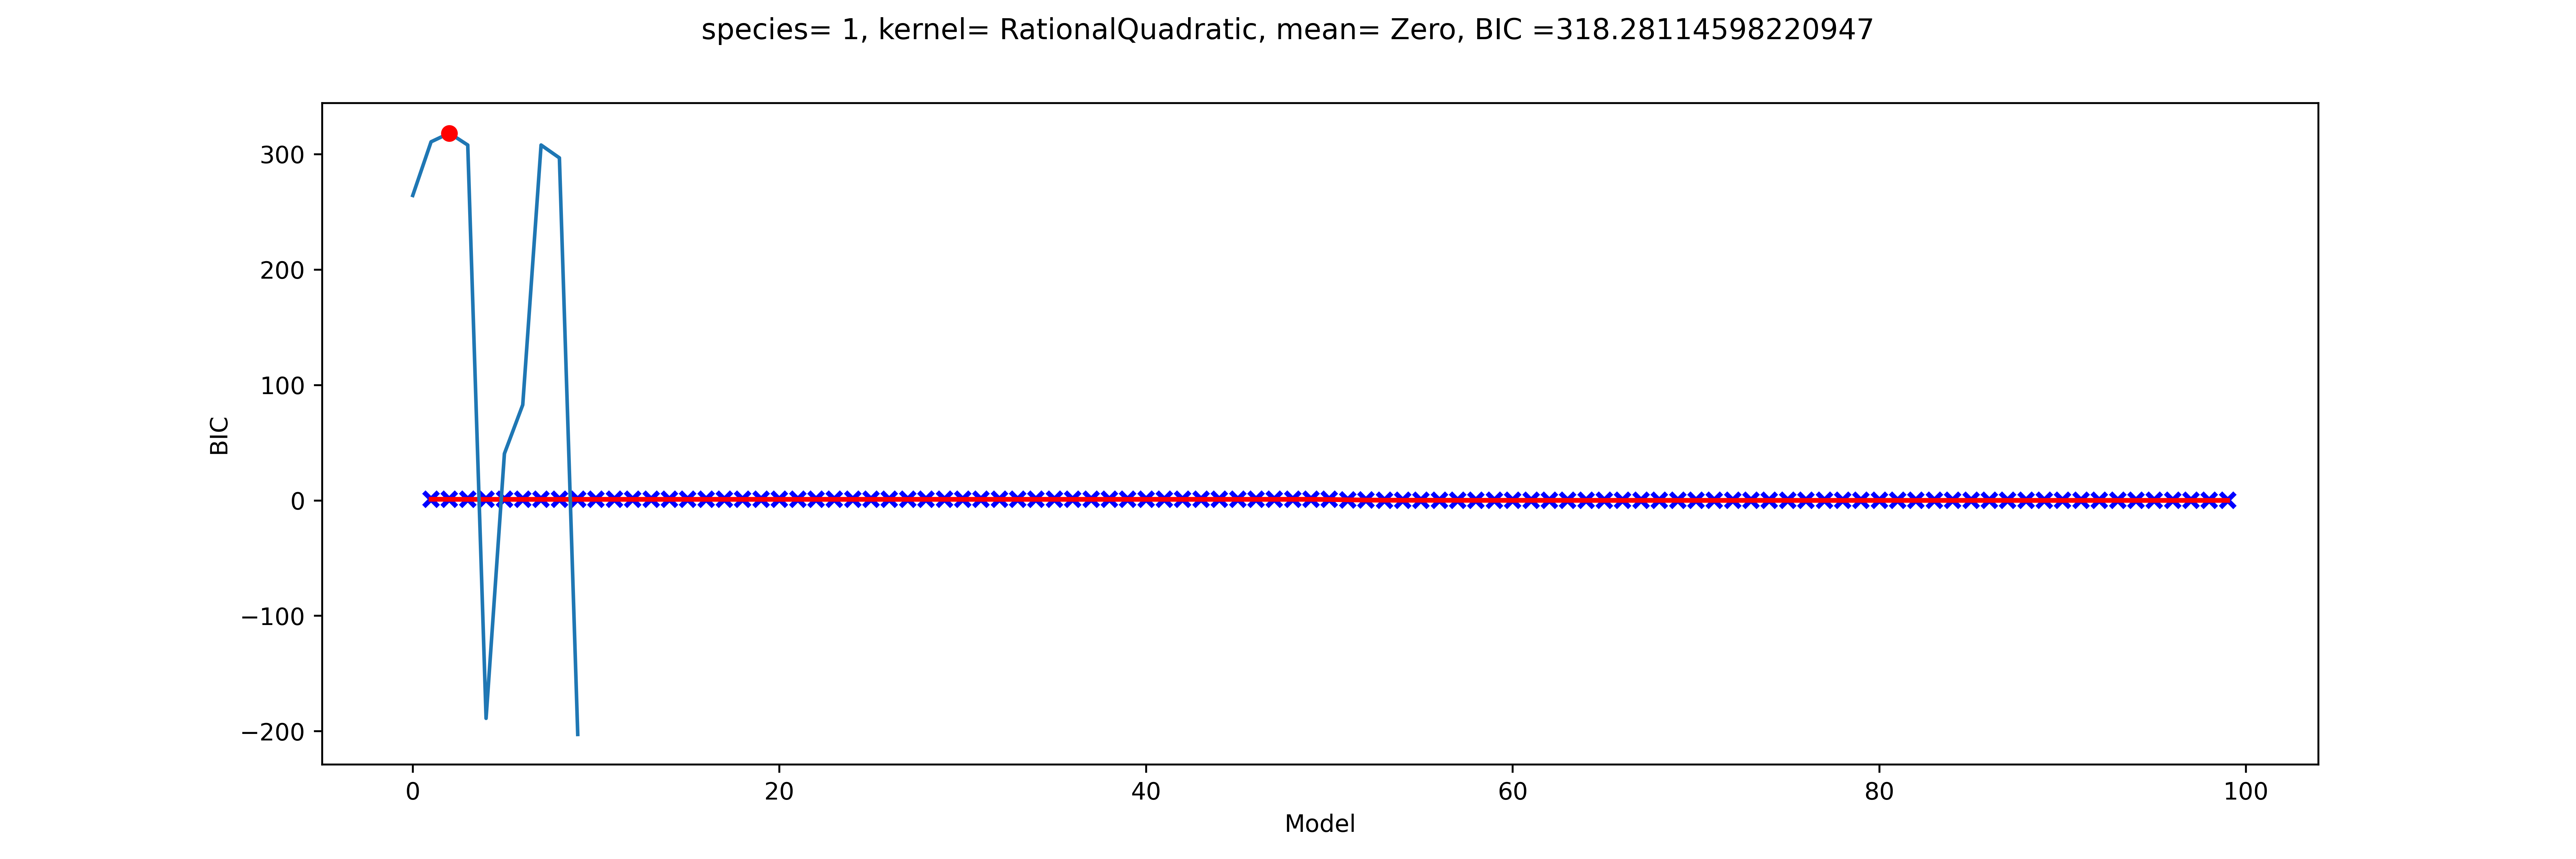 species= 1, kernel= RationalQuadratic, mean= Zero, BIC =318.28114598220947
300
200
100
0
−100
−200
BIC
0 20 40 60 80 100
Model